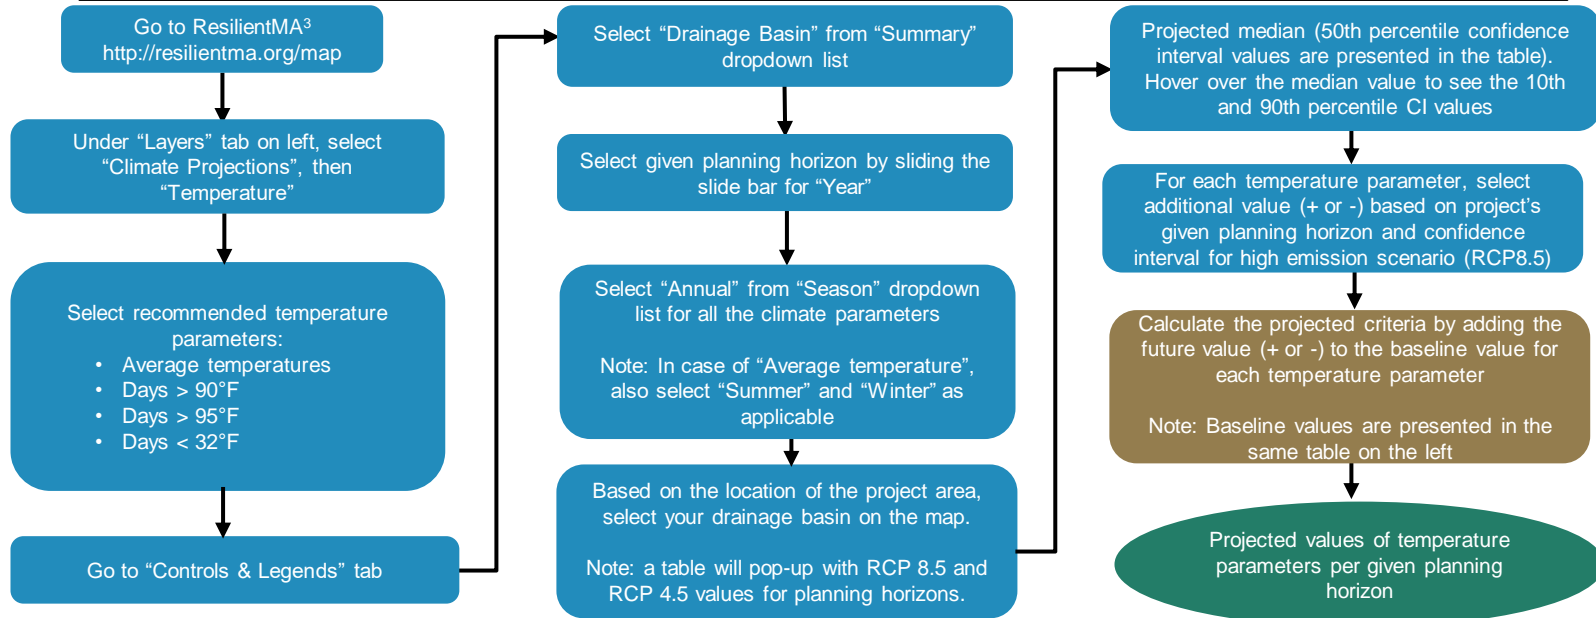 Go to ResilientMA³
http://resilientma.org/map
Under “Layers” tab on left, select
“Climate Projections”, then
“Temperature”
Select recommended temperature
parameters:
• Average temperatures
• Days > 90°F
• Days > 95°F
• Days < 32°F
Go to “Controls & Legends” tab
Select “Drainage Basin” from “Summary”
dropdown list
Select given planning horizon by sliding the
slide bar for “Year”
Select “Annual” from “Season” dropdown
list for all the climate parameters
Note: In case of “Average temperature”,
also select “Summer” and “Winter” as
applicable
Based on the location of the project area,
select your drainage basin on the map.
Note: a table will pop-up with RCP 8.5 and
RCP 4.5 values for planning horizons.
Projected median (50th percentile confidence
interval values are presented in the table).
Hover over the median value to see the 10th
and 90th percentile CI values
For each temperature parameter, select
additional value (+ or -) based on project’s
given planning horizon and confidence
interval for high emission scenario (RCP8.5)
Calculate the projected criteria by adding the
future value (+ or -) to the baseline value for
each temperature parameter
Note: Baseline values are presented in the
same table on the left
Projected values of temperature
parameters per given planning
horizon